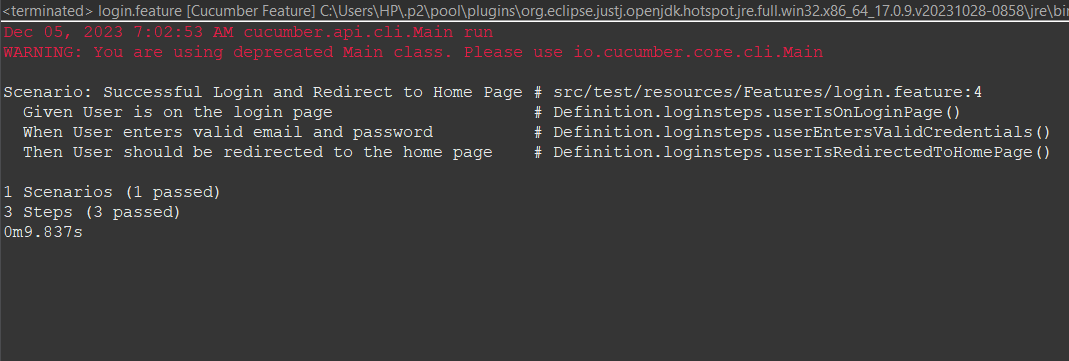 <terminated> login.feature [Cucumber Feature] C:\Users\HP\.p2\pool\plugins\org.eclipse.justj.openjdk.hotspot.jre.full.win32.x86_64_17.0.9.v20231028-0858\jre\bin
Dec 05, 2023 7:02:53 AM cucumber.api.cli.Main run
WARNING: You are using deprecated Main class. Please use io.cucumber.core.cli.Main
Scenario: Successful Login and Redirect to Home Page # src/test/resources/Features/login.feature:4
  Given User is on the login page                    # Definition.loginsteps.userIsOnLoginPage()
  When User enters valid email and password          # Definition.loginsteps.userEntersValidCredentials()
  Then User should be redirected to the home page    # Definition.loginsteps.userIsRedirectedToHomePage()
1 Scenarios (1 passed)
3 Steps (3 passed)
0m9.837s